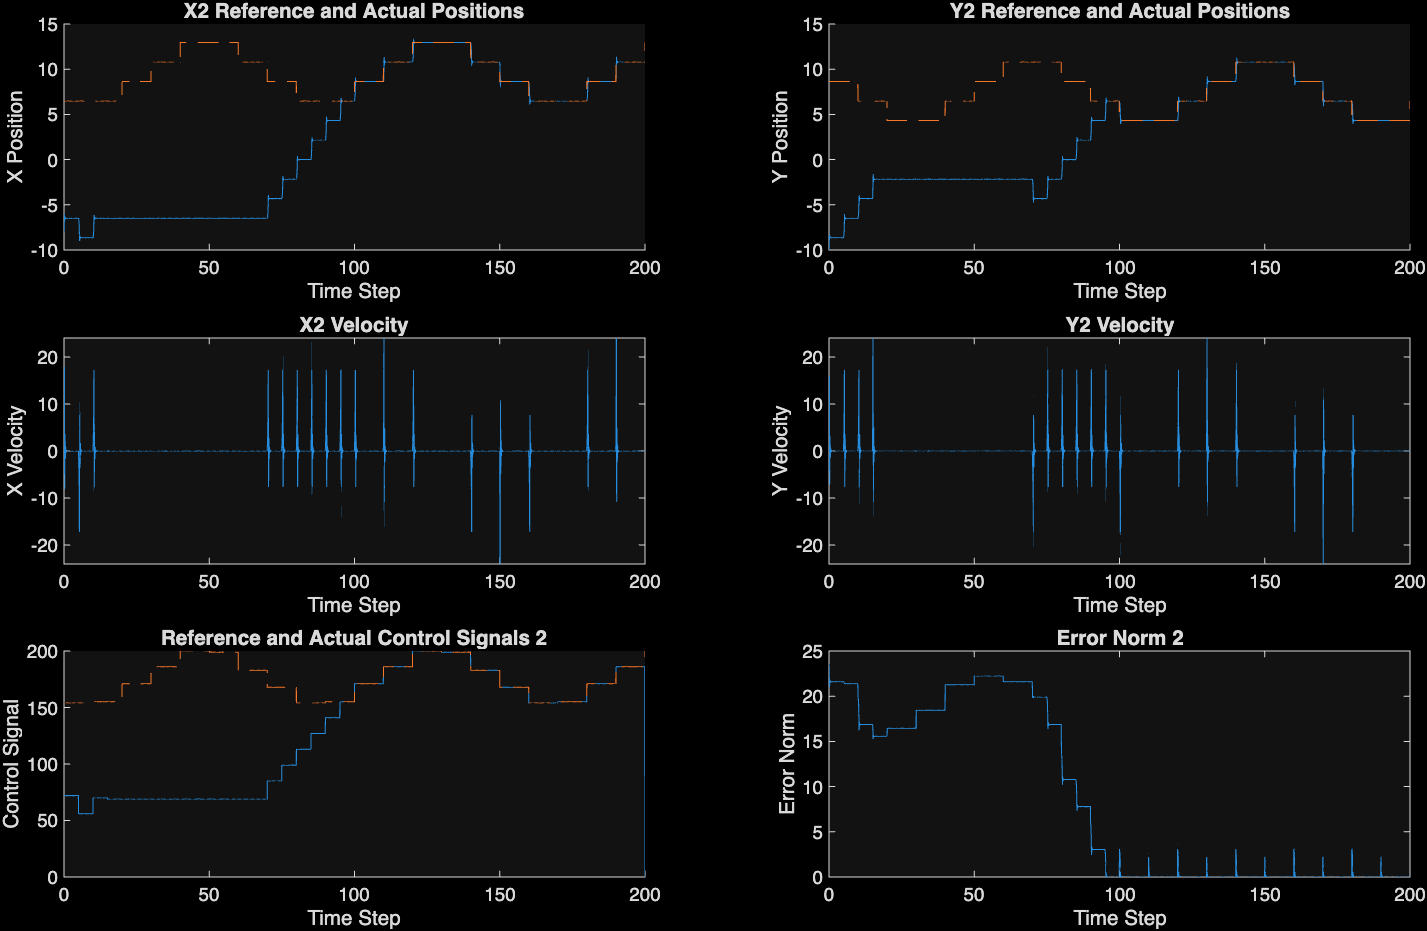 X2 Reference and Actual Positions
15
10
5
0
-5
-10
X Position
0 50 100 150 200
Time Step
Y2 Reference and Actual Positions
15
10
5
0
-5
-10
Y Position
0 50 100 150 200
Time Step
X2 Velocity
20
10
0
-10
-20
X Velocity
0 50 100 150 200
Time Step
Y2 Velocity
20
10
0
-10
-20
Y Velocity
0 50 100 150 200
Time Step
Reference and Actual Control Signals 2
200
150
100
50
0
Control Signal
0 50 100 150 200
Time Step
Error Norm 2
25
20
15
10
5
0
Error Norm
0 50 100 150 200
Time Step